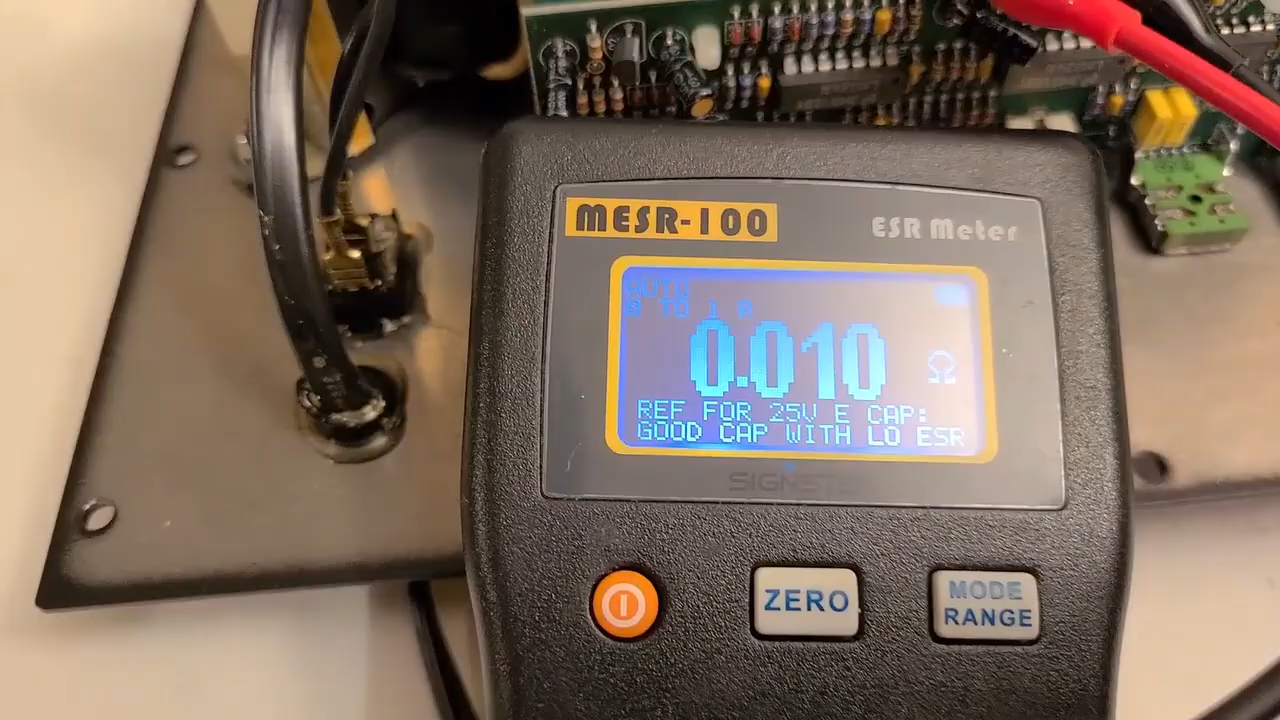 MESR-100
ESR Meter
AUTO
0 TO 1 R
0.010 Ω
REF FOR 25V E CAP:
GOOD CAP WITH LO ESR
ZERO
MODE
RANGE